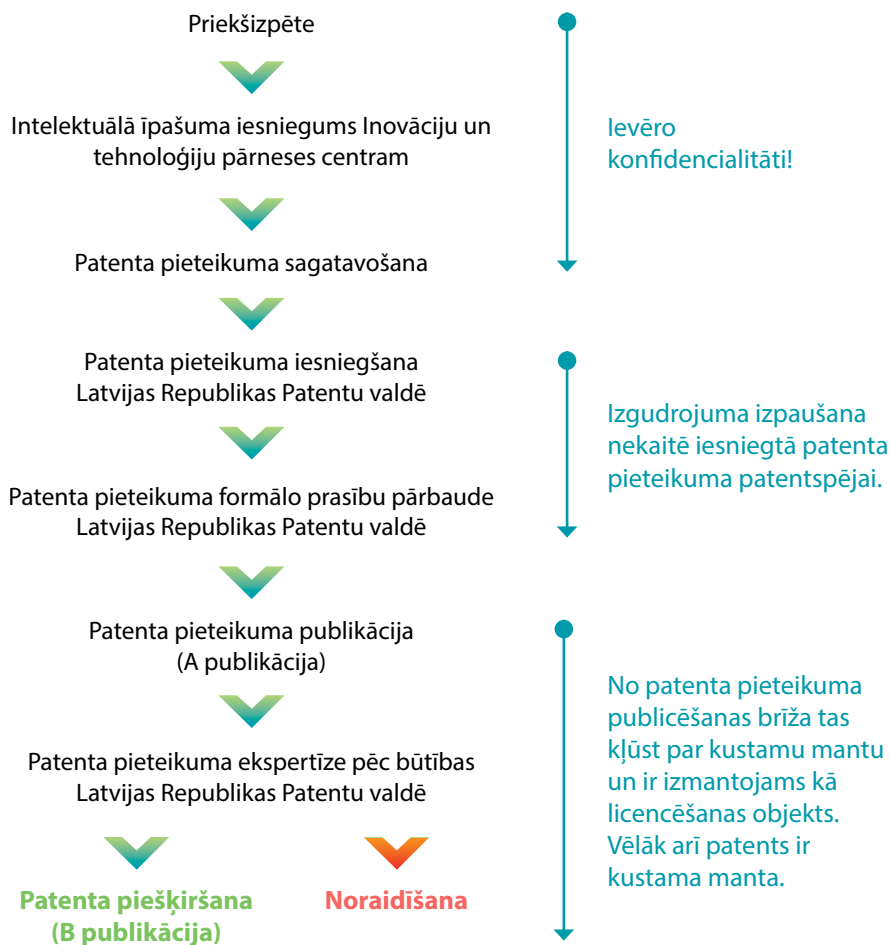 Priekšizpēte
Intelektuālā īpašuma iesniegums Inovāciju un
tehnoloģiju pārneses centram
Ievēro
konfidencialitāti!
Patenta pieteikuma sagatavošana
Patenta pieteikuma iesniegšana
Latvijas Republikas Patentu valdē
Izgudrojuma izpaušana
nekaitē iesniegtā patenta
pieteikuma patentspējai.
Patenta pieteikuma formālo prasību pārbaude
Latvijas Republikas Patentu valdē
Patenta pieteikuma publikācija
(A publikācija)
No patenta pieteikuma
publicēšanas brīža tas
kļūst par kustamu mantu
un ir izmantojams kā
licencēšanas objekts.
Vēlāk arī patents ir
kustama manta.
Patenta pieteikuma ekspertīze pēc būtības
Latvijas Republikas Patentu valdē
Patenta piešķiršana
(B publikācija)
Noraidīšana